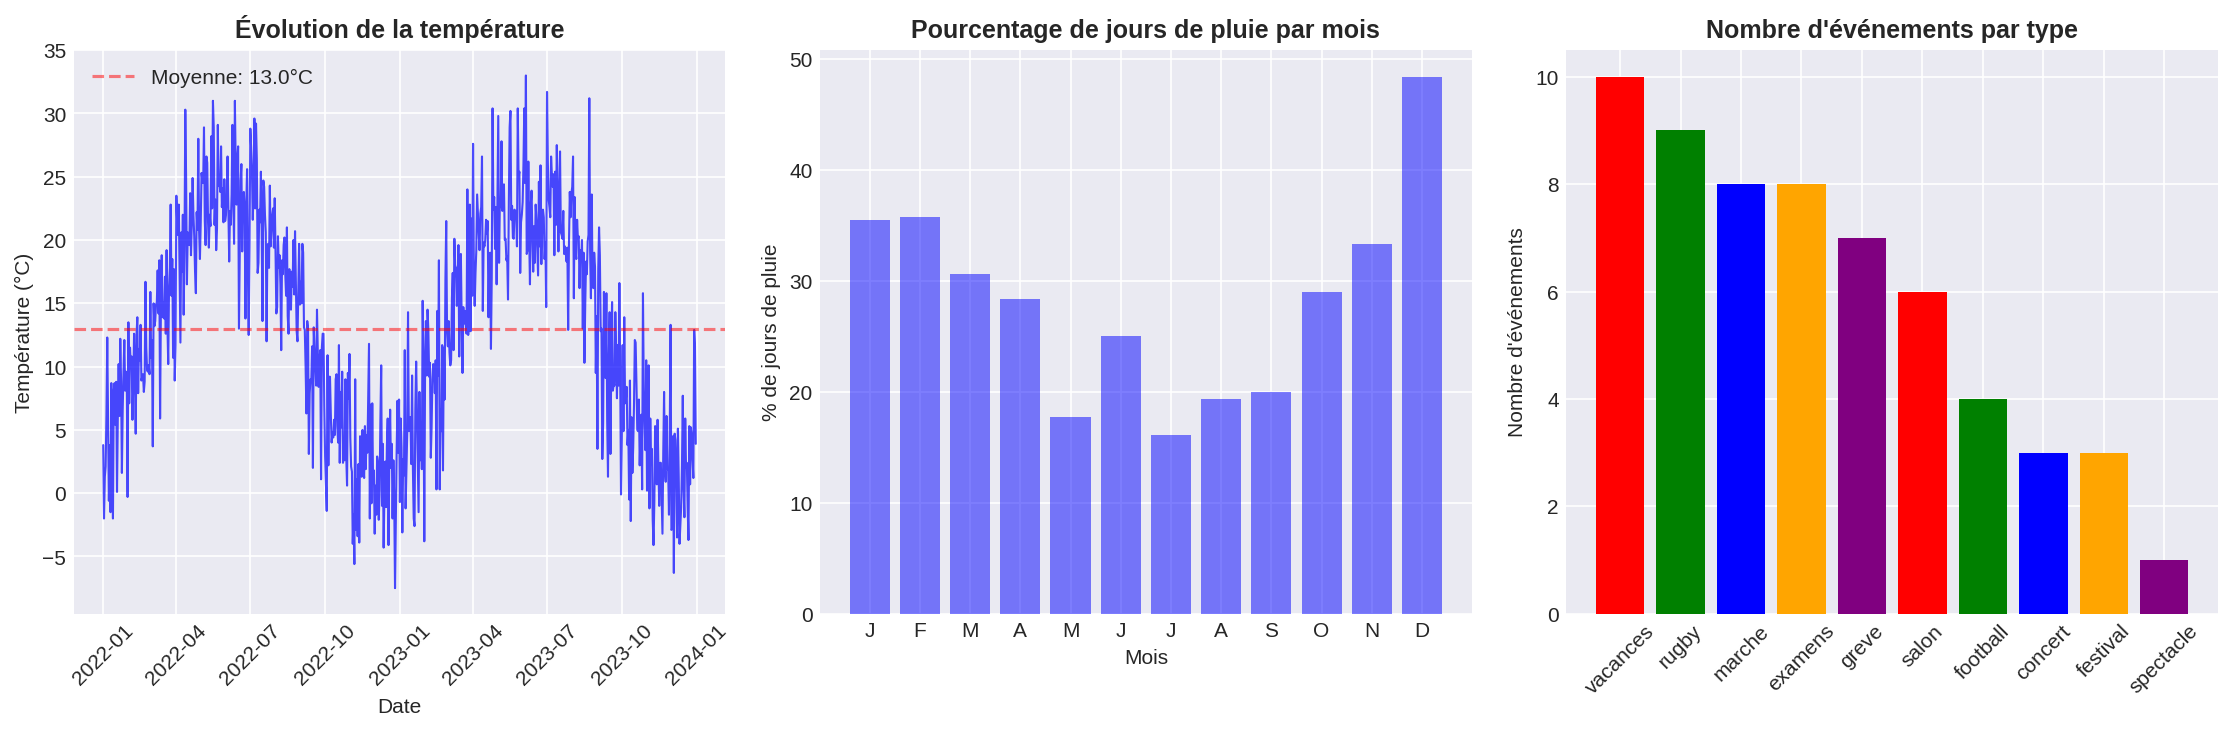 Évolution de la température
Moyenne: 13.0°C
Température (°C)
35
30
25
20
15
10
5
0
−5
2022-01
2022-04
2022-07
2022-10
2023-01
2023-04
2023-07
2023-10
2024-01
Date
Pourcentage de jours de pluie par mois
% de jours de pluie
50
40
30
20
10
0
J F M A M J J A S O N D
Mois
Nombre d'événements par type
Nombre d'événements
10
8
6
4
2
0
vacances
rugby
marche
examens
greve
salon
football
concert
festival
spectacle